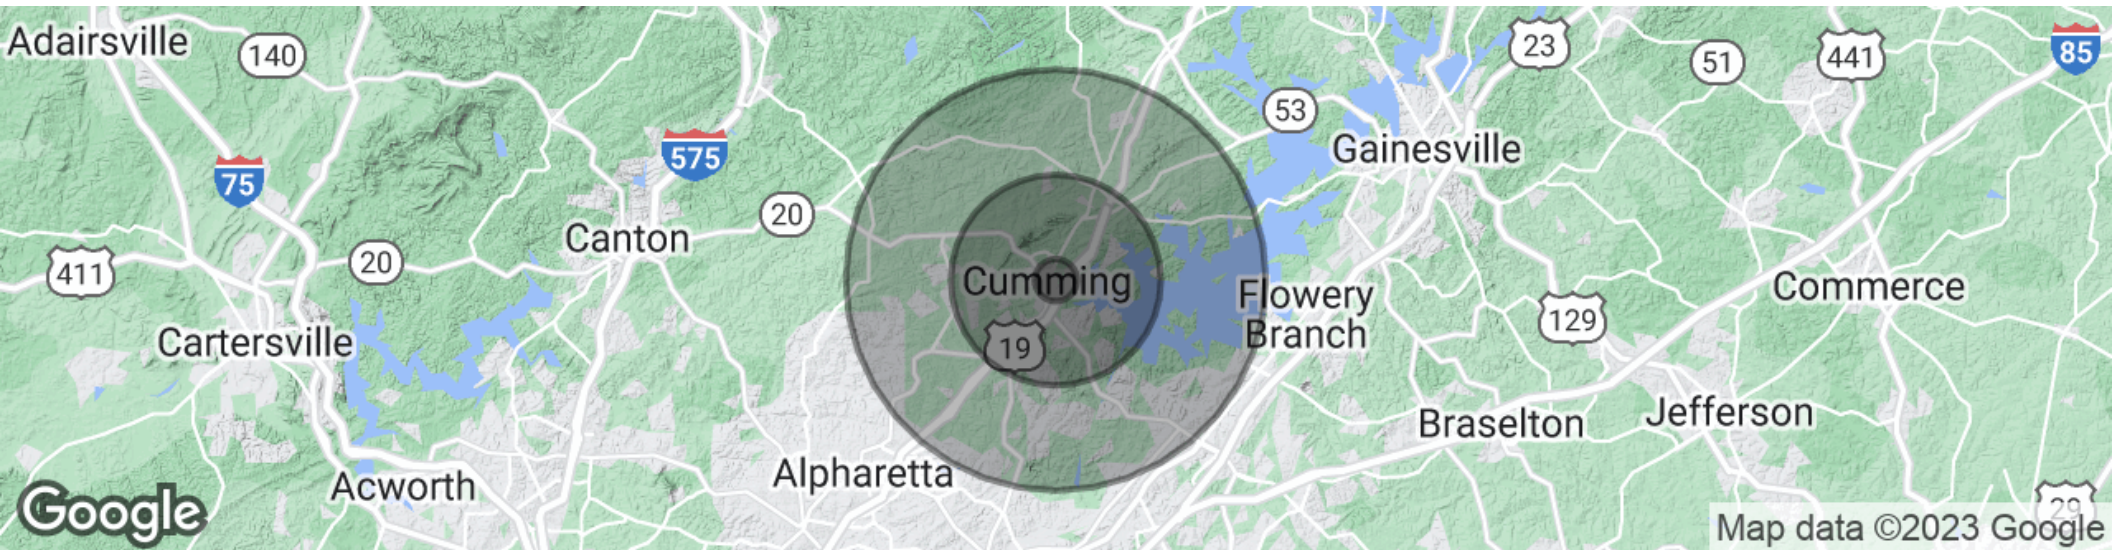 Adairsville
140
23
51
441
85
53
575
Gainesville
75
20
Canton
411
20
Cumming
Flowery
Branch
Commerce
129
Cartersville
19
Jefferson
Braselton
Alpharetta
Acworth
29
Google
Map data ©2023 Google